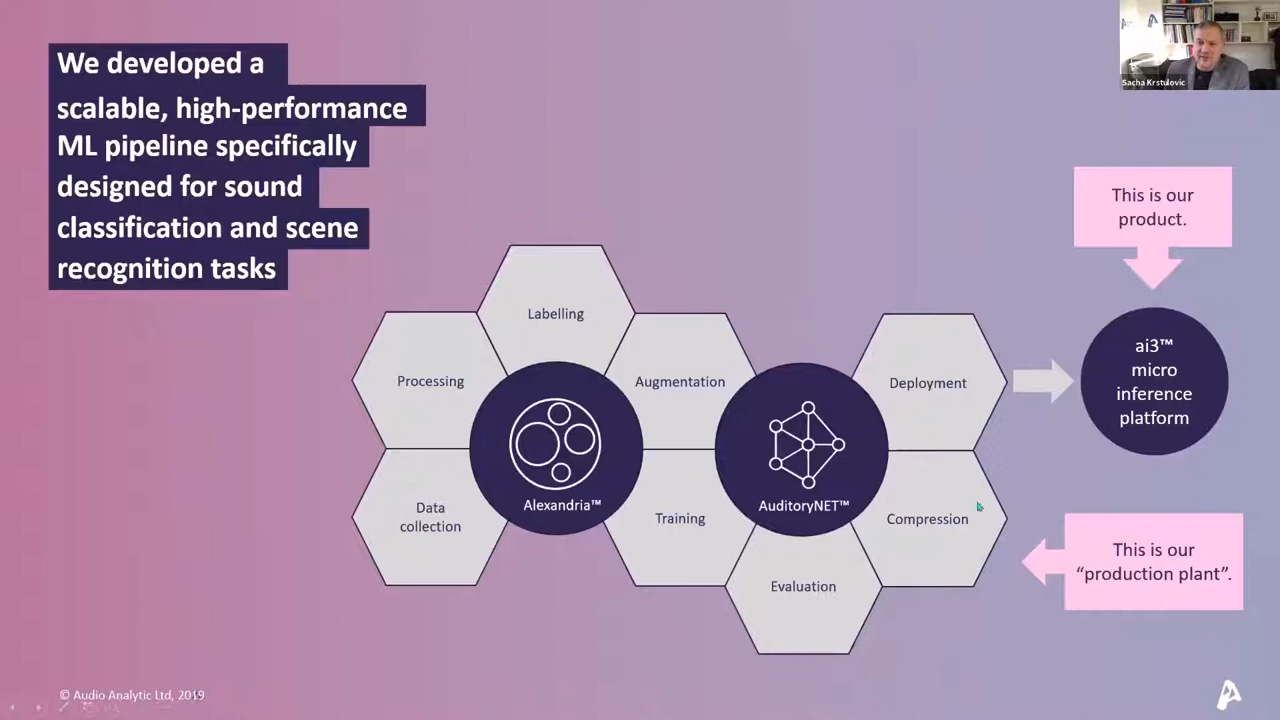 We developed a
scalable, high-performance
ML pipeline specifically
designed for sound
classification and scene
recognition tasks
Sacha Krstulovic
This is our
product.
Labelling
Processing
Augmentation
Deployment
ai3™
micro
inference
platform
Alexandria™
AuditoryNET™
Data
collection
Training
Compression
Evaluation
This is our
“production plant”.
© Audio Analytic Ltd, 2019